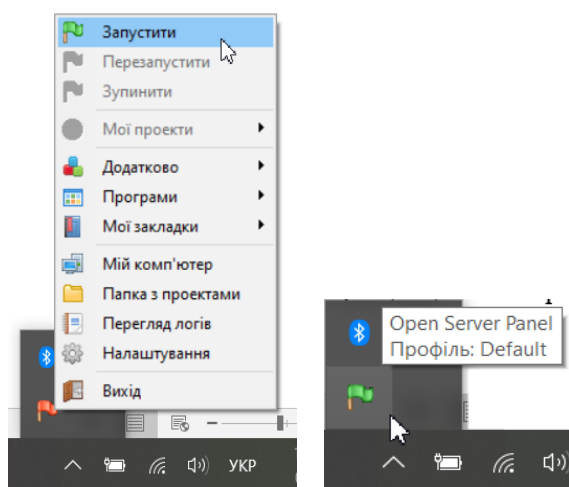 Запустити
Перезапустити
Зупинити
Мої проекти
Додатково
Програми
Мої закладки
Мій комп'ютер
Папка з проектами
Перегляд логів
Налаштування
Вихід
УКР
Open Server Panel
Профіль: Default